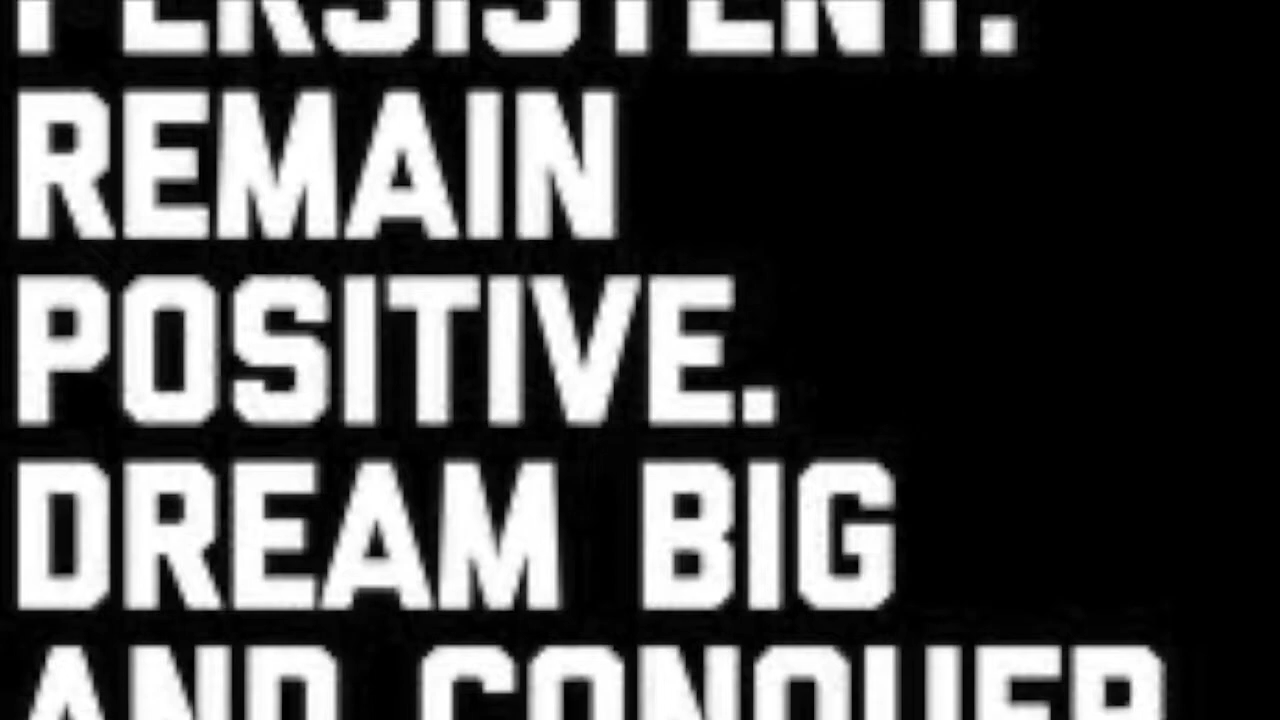 PERSISTENT.
REMAIN
POSITIVE.
DREAM BIG
AND CONQUER